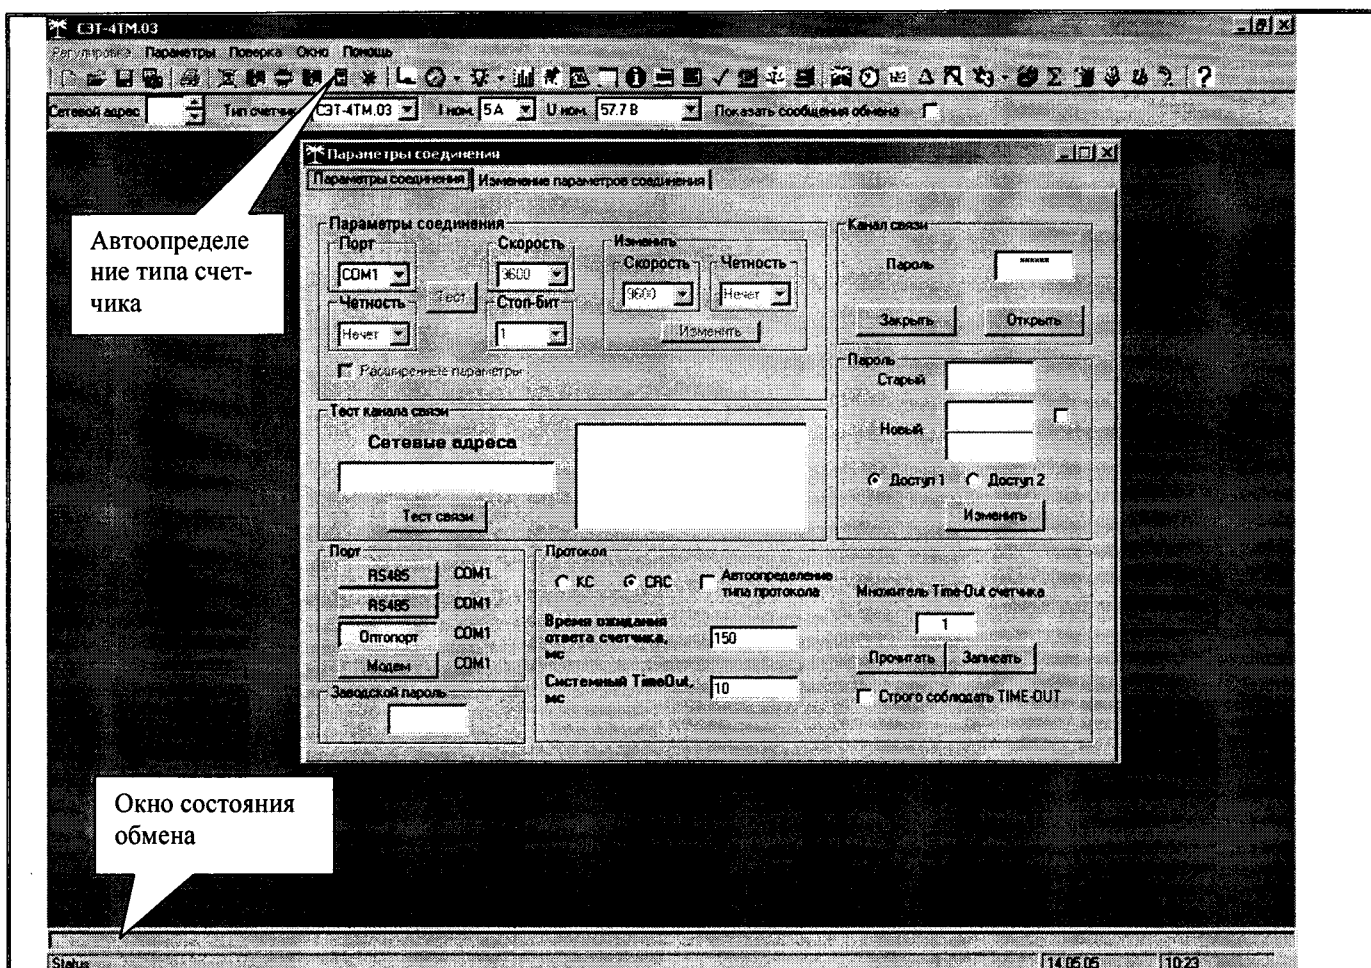 СЭТ-4ТМ.03
Регулировка Параметры Поверка Окно Помощь
Сетевой адрес Тип счетчик СЭТ-4ТМ.03 I ном. 5 А U ном. 57.7 В Показать сообщения обмена
Параметры соединения
Параметры соединения Изменение параметров соединения
Автоопределе
ние типа счет-
чика
Параметры соединения
Порт Скорость
COM1 9600
Тест
Четность Стоп-Бит
Нечет 1
Расширенные параметры
Изменить
Скорость Четность
9600 Нечет
Изменить
Канал связи
Пароль ******
Закрыть Открыть
Пароль
Старый
Новый
Доступ 1 Доступ 2
Изменить
Тест канала связи
Сетевые адреса
Тест связи
Порт
RS485 COM1
RS485 COM1
Оптопорт COM1
Модем COM1
Заводской пароль
Протокол
КС CRC Автоопределение
типа протокола
Время ожидания
ответа счетчика,
мс
150
Системный TimeOut,
мс
10
Множитель Time-Out счетчика
1
Прочитать Записать
Строго соблюдать TIME-OUT
Окно состояния
обмена
Status 14.05.05 10:23